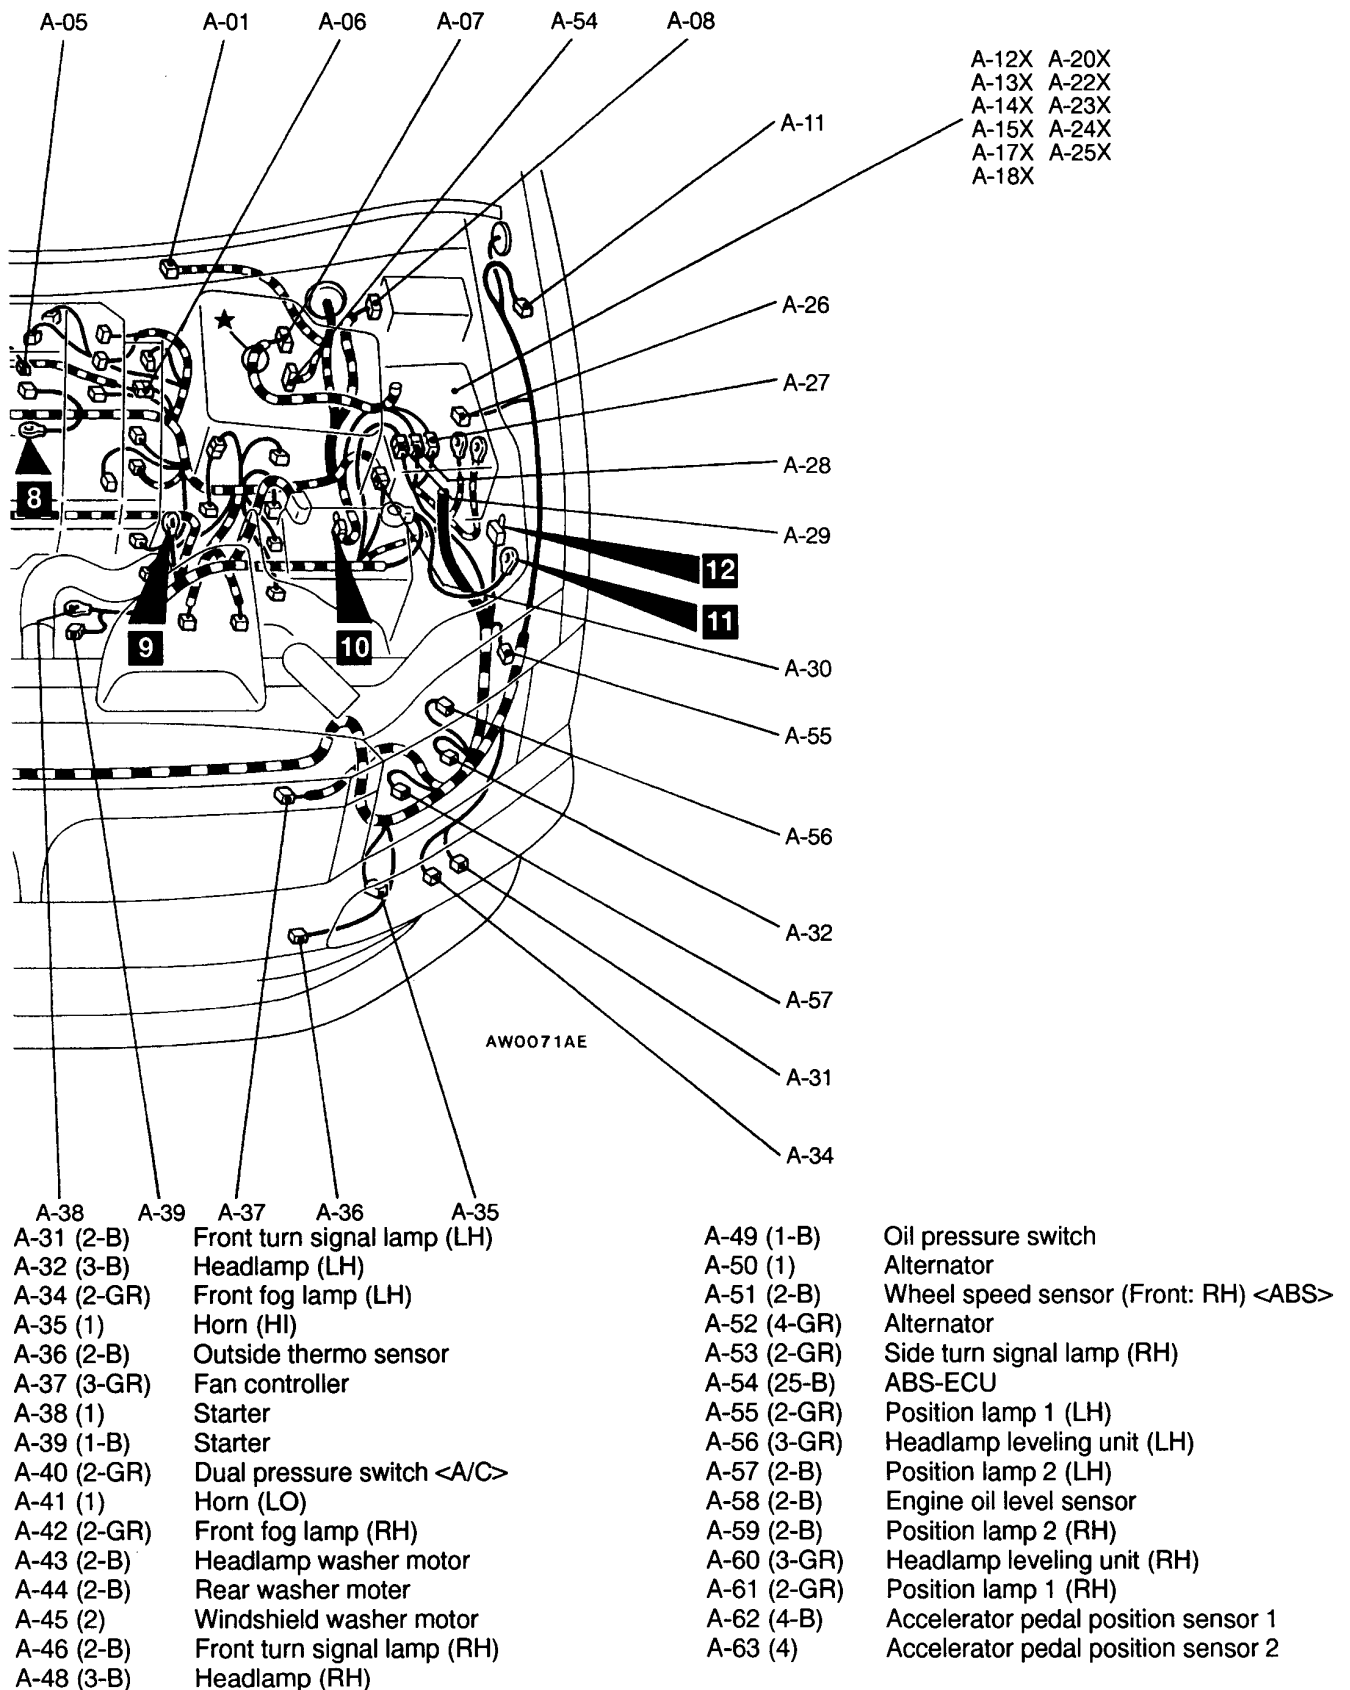 A-05 A-01 A-06 A-07 A-54 A-08
A-12X A-20X
A-13X A-22X
A-14X A-23X
A-15X A-24X
A-17X A-25X
A-18X
A-11
A-26
A-27
A-28
8
A-29
12
11
9
10
A-30
A-55
A-56
A-32
A-57
AW0071AE
A-31
A-34
A-38 A-39 A-37 A-36 A-35
A-31 (2-B) Front turn signal lamp (LH)
A-32 (3-B) Headlamp (LH)
A-34 (2-GR) Front fog lamp (LH)
A-35 (1) Horn (HI)
A-36 (2-B) Outside thermo sensor
A-37 (3-GR) Fan controller
A-38 (1) Starter
A-39 (1-B) Starter
A-40 (2-GR) Dual pressure switch <A/C>
A-41 (1) Horn (LO)
A-42 (2-GR) Front fog lamp (RH)
A-43 (2-B) Headlamp washer motor
A-44 (2-B) Rear washer moter
A-45 (2) Windshield washer motor
A-46 (2-B) Front turn signal lamp (RH)
A-48 (3-B) Headlamp (RH)
A-49 (1-B) Oil pressure switch
A-50 (1) Alternator
A-51 (2-B) Wheel speed sensor (Front: RH) <ABS>
A-52 (4-GR) Alternator
A-53 (2-GR) Side turn signal lamp (RH)
A-54 (25-B) ABS-ECU
A-55 (2-GR) Position lamp 1 (LH)
A-56 (3-GR) Headlamp leveling unit (LH)
A-57 (2-B) Position lamp 2 (LH)
A-58 (2-B) Engine oil level sensor
A-59 (2-B) Position lamp 2 (RH)
A-60 (3-GR) Headlamp leveling unit (RH)
A-61 (2-GR) Position lamp 1 (RH)
A-62 (4-B) Accelerator pedal position sensor 1
A-63 (4) Accelerator pedal position sensor 2